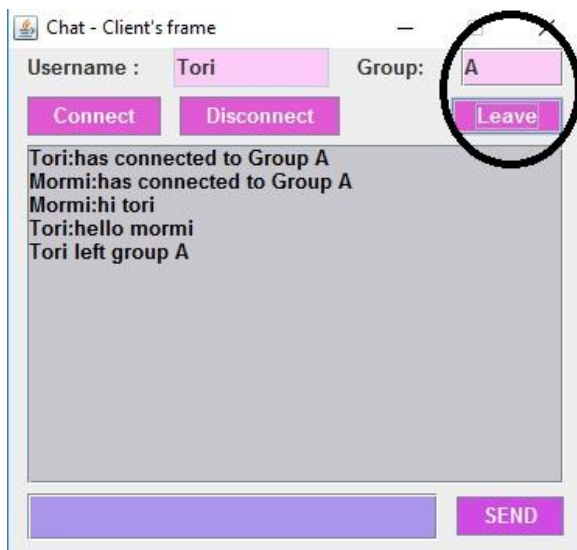 Chat - Client's frame
Username : Tori Group: A
Connect Disconnect Leave
Tori:has connected to Group A
Mormi:has connected to Group A
Mormi:hi tori
Tori:hello mormi
Tori left group A
SEND